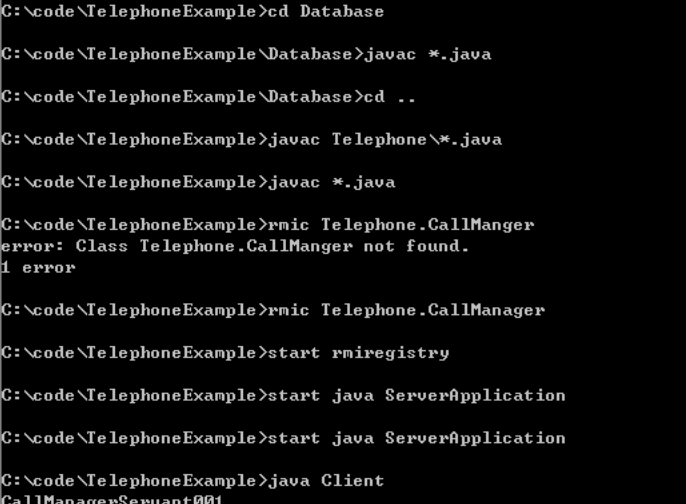 C:\code\TelephoneExample>cd Database
C:\code\TelephoneExample\Database>javac *.java
C:\code\TelephoneExample\Database>cd ..
C:\code\TelephoneExample>javac Telephone\*.java
C:\code\TelephoneExample>javac *.java
C:\code\TelephoneExample>rmic Telephone.CallManger
error: Class Telephone.CallManger not found.
1 error
C:\code\TelephoneExample>rmic Telephone.CallManager
C:\code\TelephoneExample>start rmiregistry
C:\code\TelephoneExample>start java ServerApplication
C:\code\TelephoneExample>start java ServerApplication
C:\code\TelephoneExample>java Client
CallManagerServant001